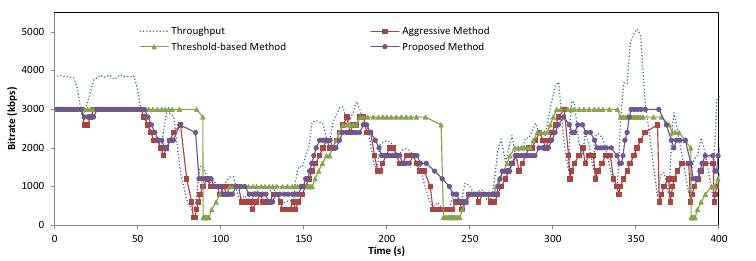 Throughput
Aggressive Method
Threshold-based Method
Proposed Method
Bitrate (kbps)
5000
4000
3000
2000
1000
0
0 50 100 150 200 250 300 350 400
Time (s)